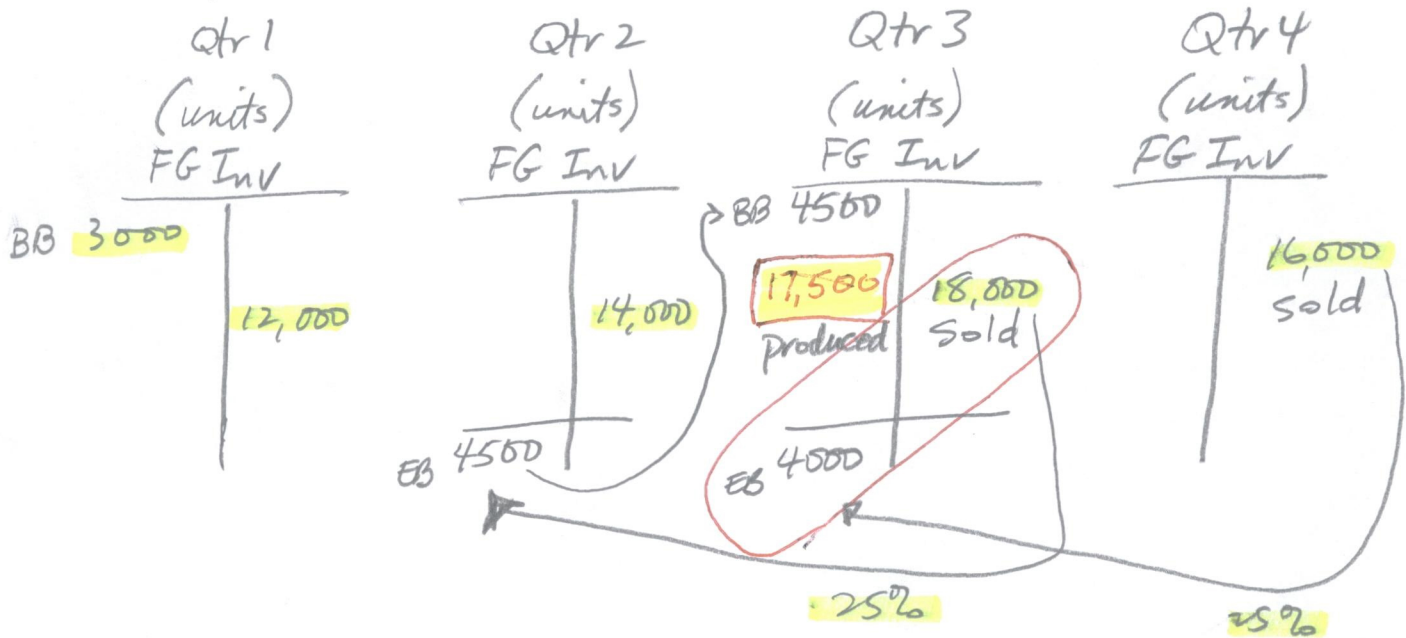 Qtr 1
(units)
FG Inv
BB 3000
12,000
Qtr 2
(units)
FG Inv
14,000
EB 4500
Qtr 3
(units)
FG Inv
BB 4500
17,500
produced
18,000
Sold
EB 4000
25%
Qtr 4
(units)
FG Inv
16,000
sold
25%